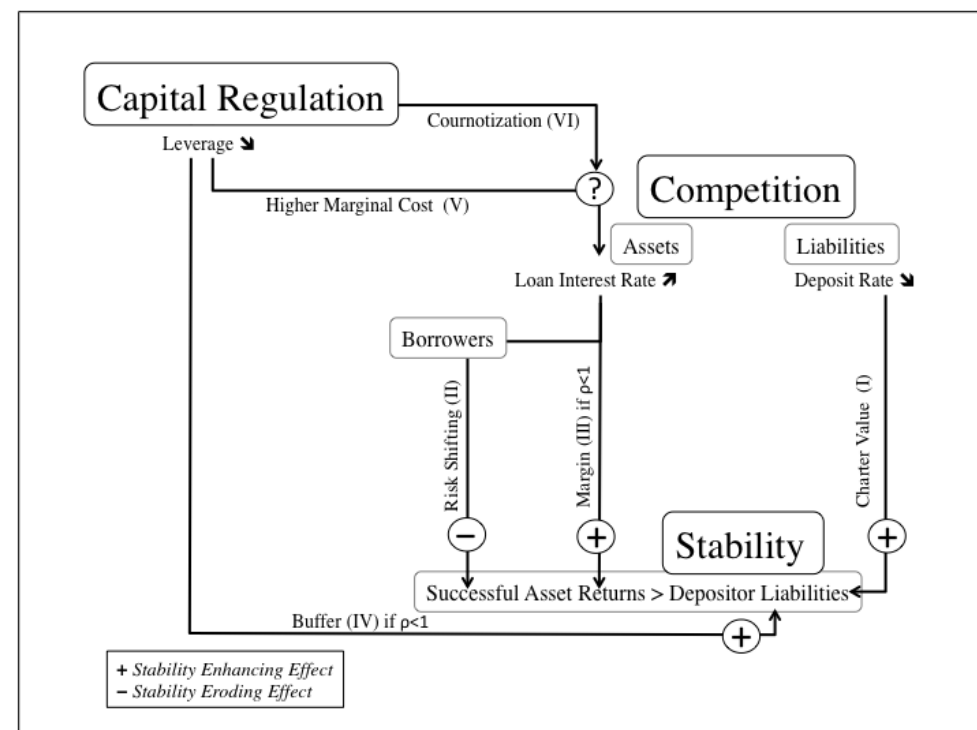 Capital Regulation
Leverage ⬊
Cournotization (VI)
?
Higher Marginal Cost (V)
Competition
Assets
Liabilities
Loan Interest Rate ⬈
Deposit Rate ⬊
Borrowers
Risk Shifting (II)
Margin (III) if ρ<1
Charter Value (I)
−
+
+
Stability
Successful Asset Returns > Depositor Liabilities
Buffer (IV) if ρ<1
+
+ Stability Enhancing Effect
− Stability Eroding Effect